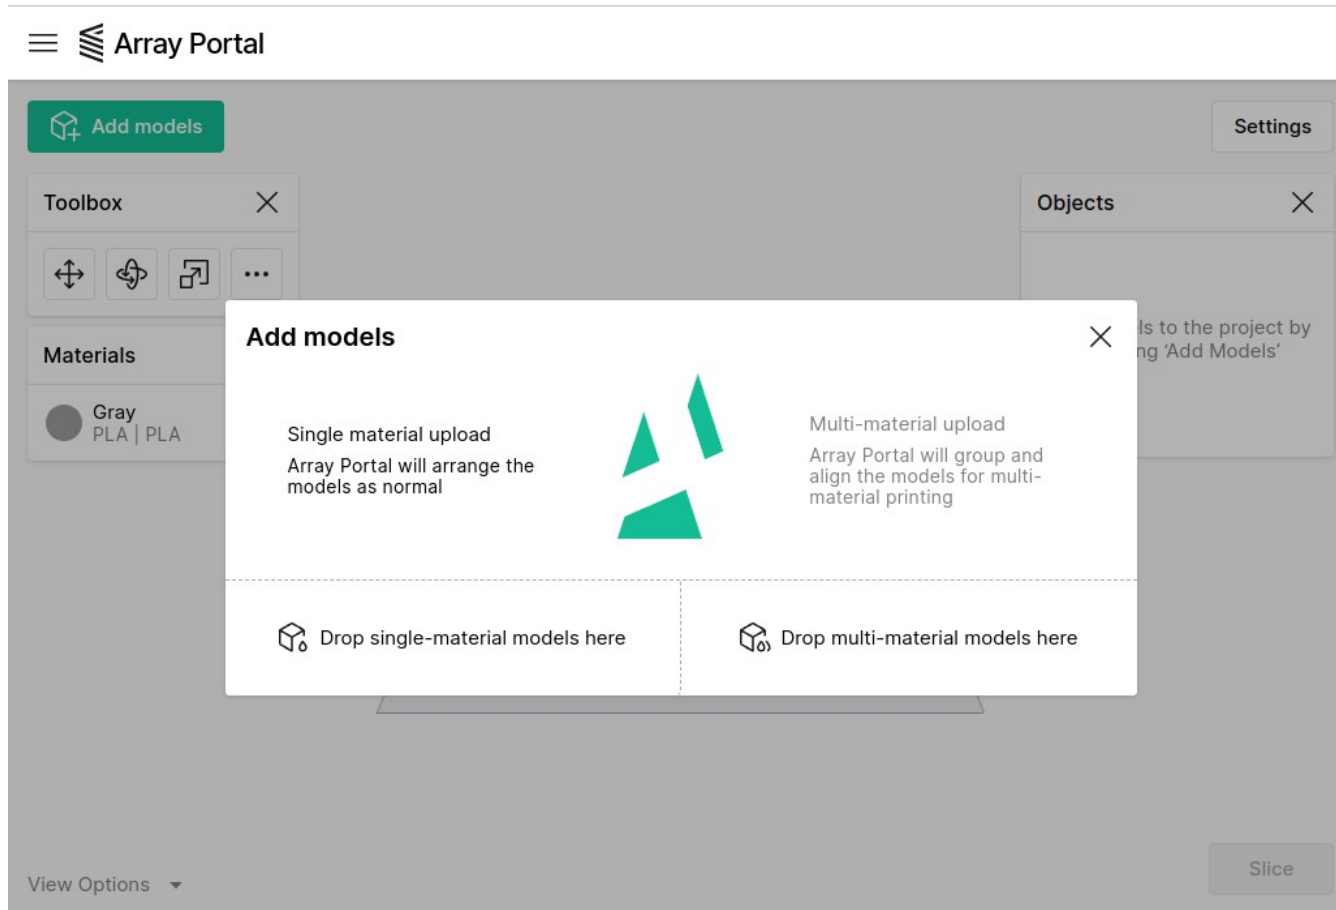 Array Portal
Add models
Settings
Toolbox
Objects
Materials
Gray
PLA | PLA
ls to the project by
ng ‘Add Models’
Add models
Single material upload
Array Portal will arrange the
models as normal
Multi-material upload
Array Portal will group and
align the models for multi-
material printing
Drop single-material models here
Drop multi-material models here
View Options
Slice